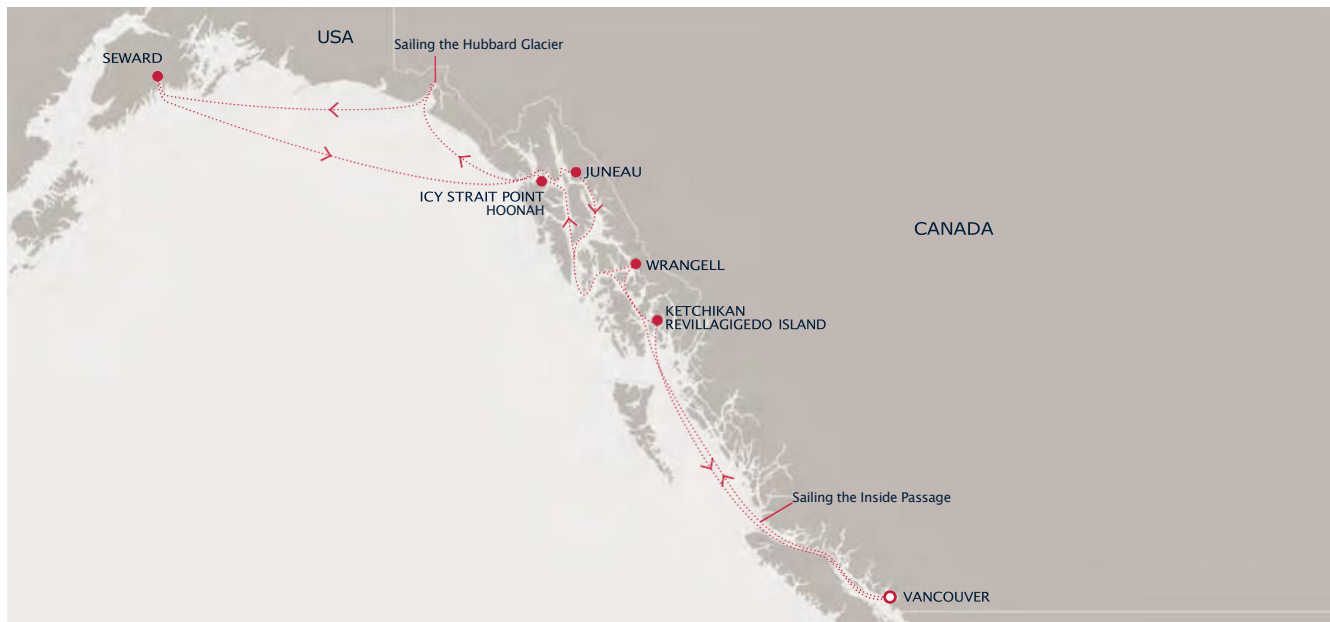 USA
Sailing the Hubbard Glacier
SEWARD
JUNEAU
ICY STRAIT POINT
HOONAH
CANADA
WRANGELL
KETCHIKAN
REVILLAGIGEDO ISLAND
Sailing the Inside Passage
VANCOUVER